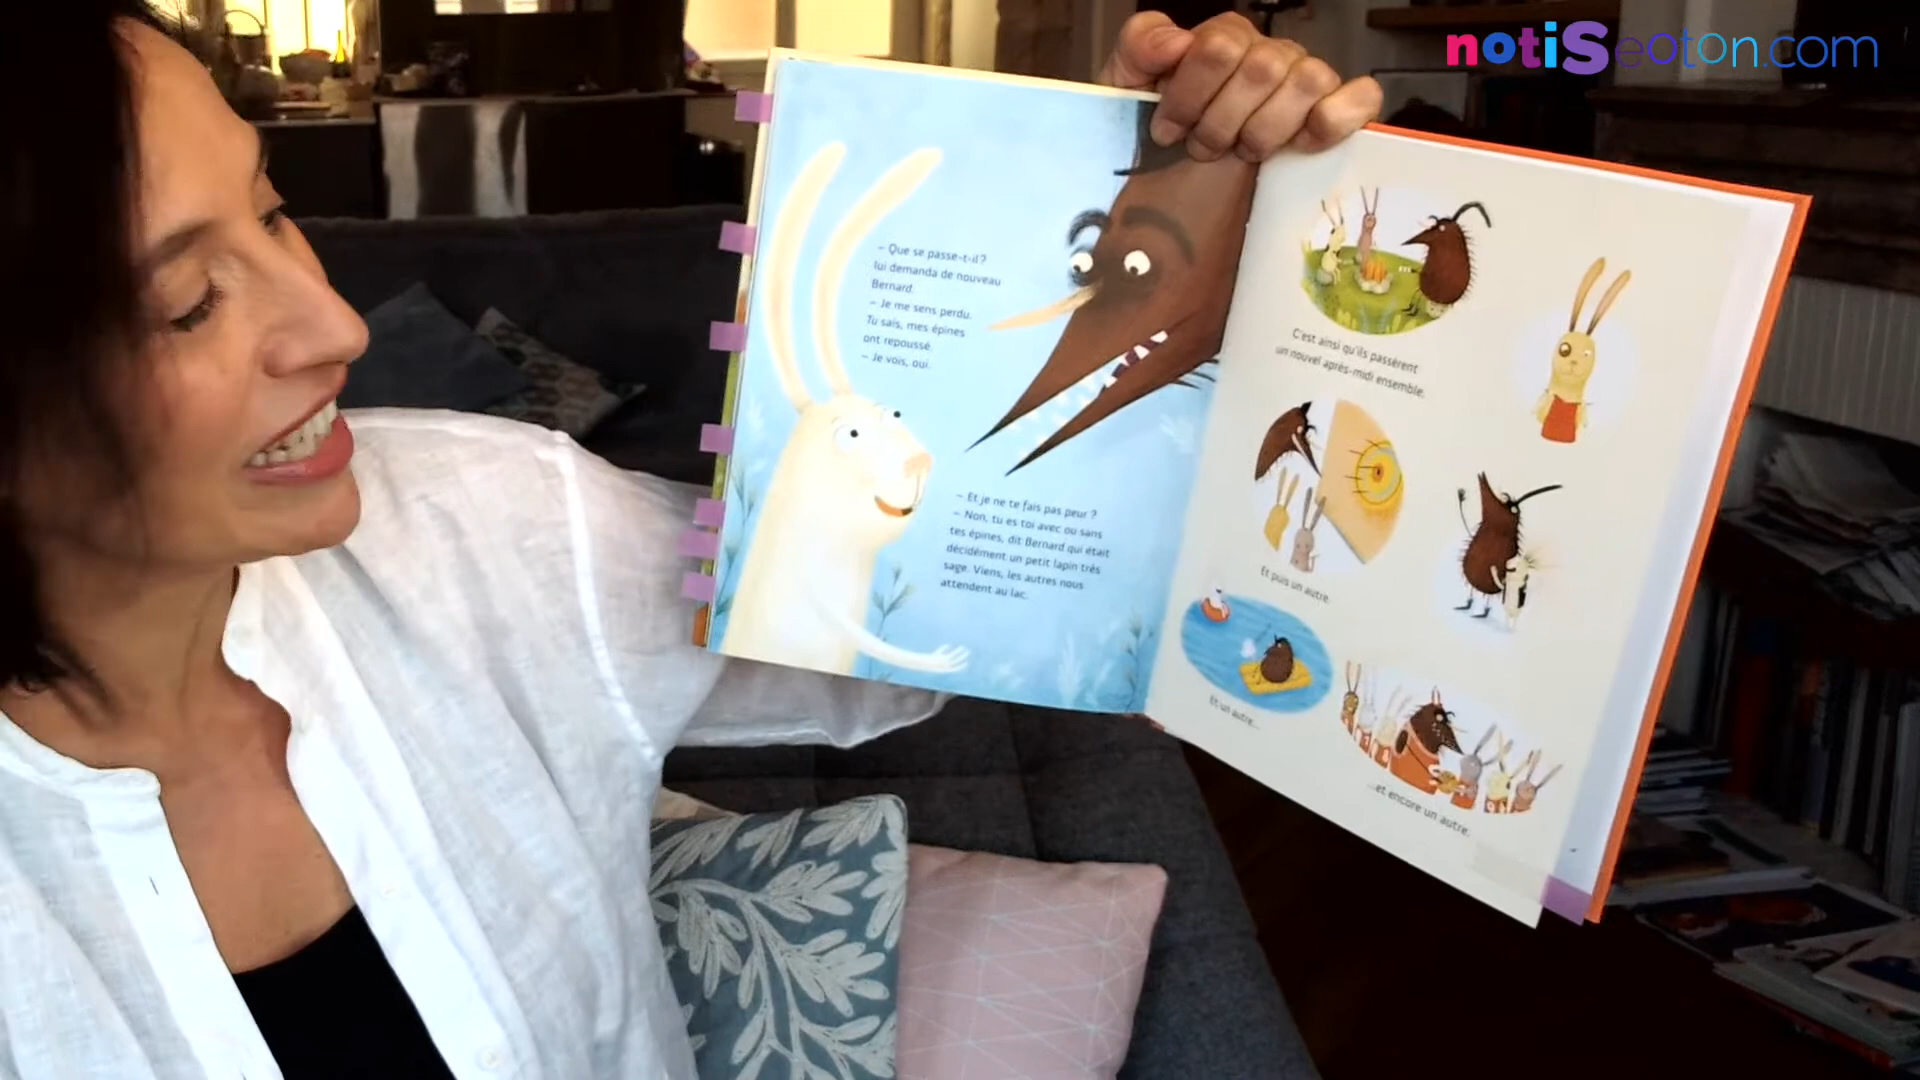 notiSeoton.com
– Que se passe-t-il ?
lui demanda de nouveau
Bernard.
– Je me sens perdu.
Tu sais, mes épines
ont repoussé.
– Je vois, oui.
– Et je ne te fais pas peur ?
– Non, tu es toi avec ou sans
tes épines, dit Bernard qui était
décidément un petit lapin très
sage. Viens, les autres nous
attendent au lac.
C'est ainsi qu'ils passèrent
un nouvel après-midi ensemble.
Et puis un autre.
Et un autre...
...et encore un autre.